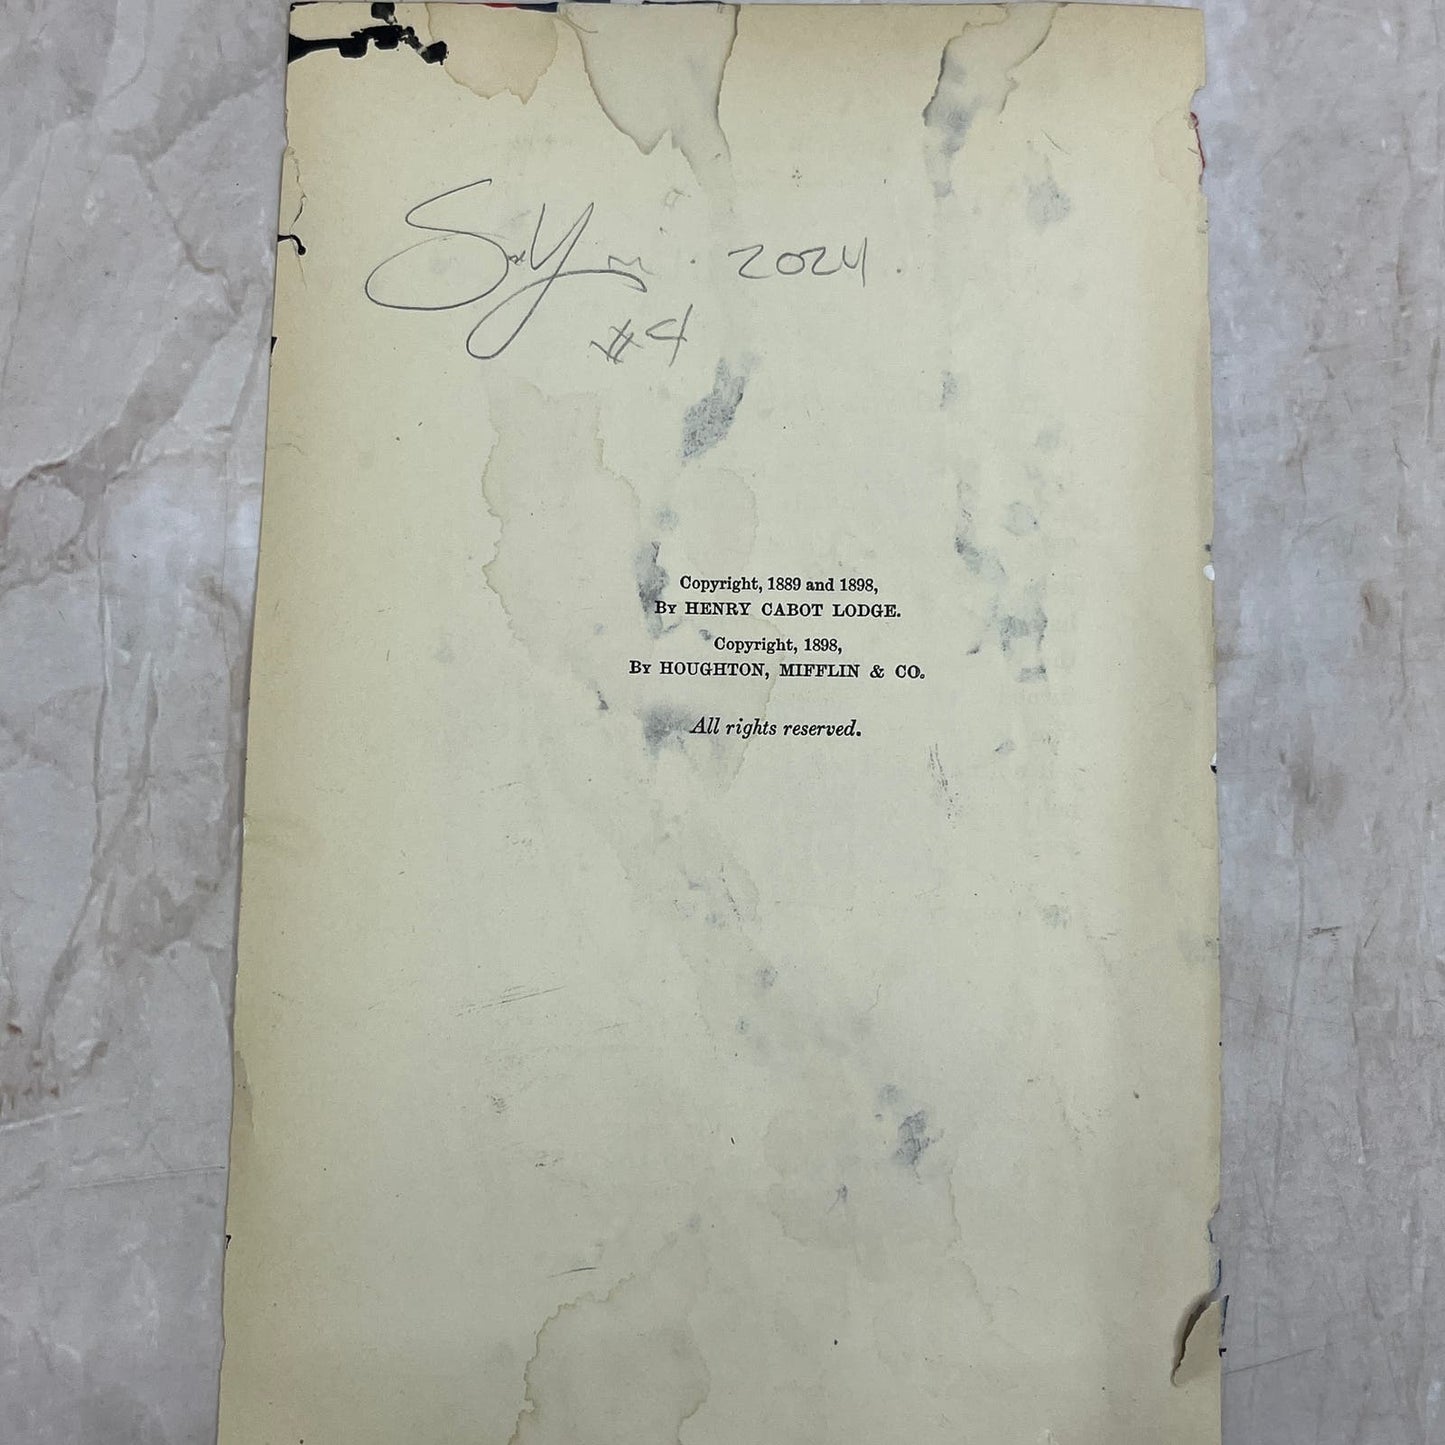 2024.
#4
Copyright, 1889 and 1898,
By HENRY CABOT LODGE.
Copyright, 1898,
By HOUGHTON, MIFFLIN & CO.
All rights reserved.